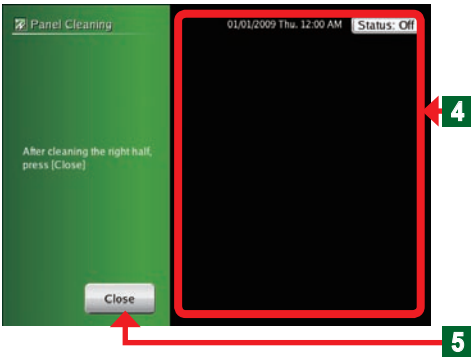 Panel Cleaning
01/01/2009 Thu. 12:00 AM
Status: Off
4
After cleaning the right half,
press [Close]
Close
5